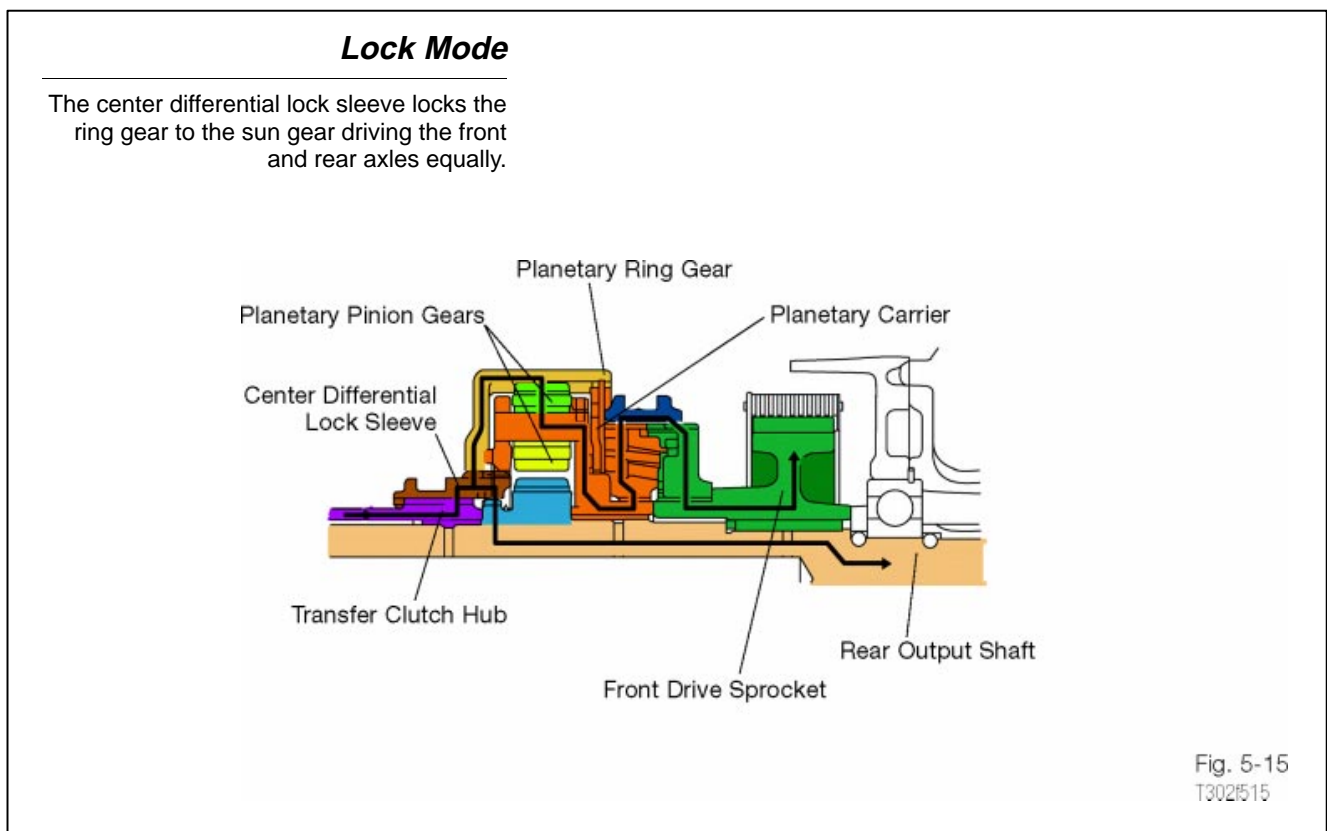 Lock Mode
The center differential lock sleeve locks the
ring gear to the sun gear driving the front
and rear axles equally.
Planetary Ring Gear
Planetary Pinion Gears
Planetary Carrier
Center Differential
Lock Sleeve
Transfer Clutch Hub
Rear Output Shaft
Front Drive Sprocket
Fig. 5-15
T302f515